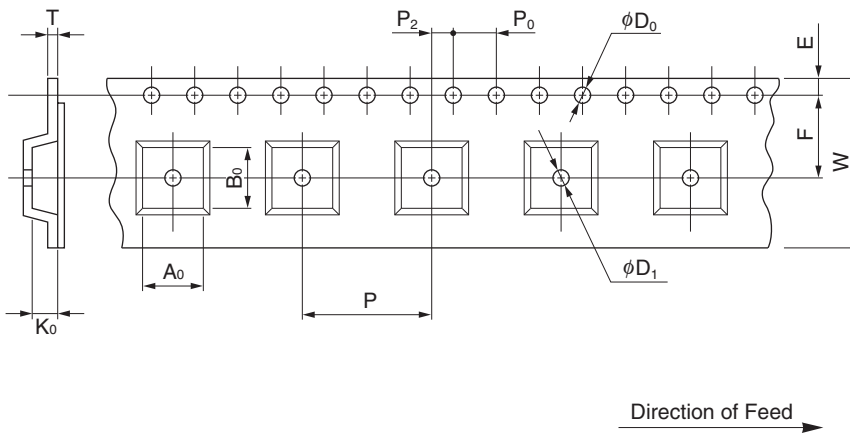 T
P₂
P₀
ϕD₀
E
F
W
B₀
A₀
K₀
P
ϕD₁
Direction of Feed